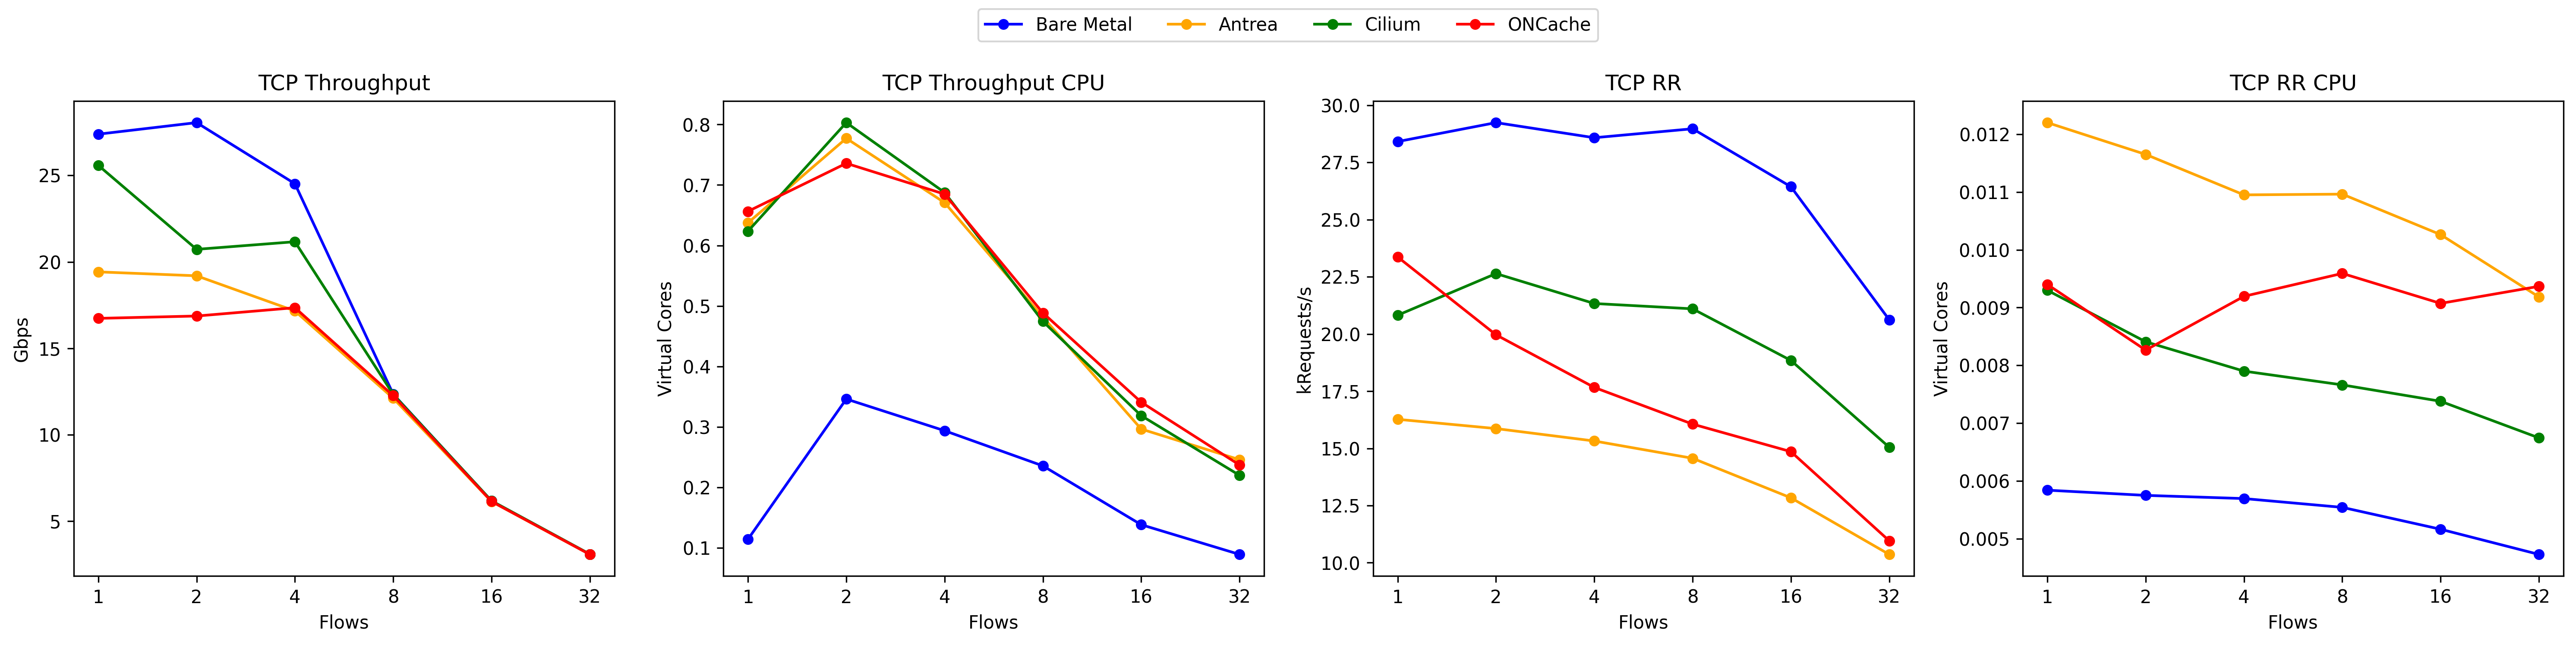 Bare Metal Antrea Cilium ONCache
TCP Throughput
Gbps
25
20
15
10
5
1 2 4 8 16 32
Flows
TCP Throughput CPU
Virtual Cores
0.8
0.7
0.6
0.5
0.4
0.3
0.2
0.1
1 2 4 8 16 32
Flows
TCP RR
kRequests/s
30.0
27.5
25.0
22.5
20.0
17.5
15.0
12.5
10.0
1 2 4 8 16 32
Flows
TCP RR CPU
Virtual Cores
0.012
0.011
0.010
0.009
0.008
0.007
0.006
0.005
1 2 4 8 16 32
Flows